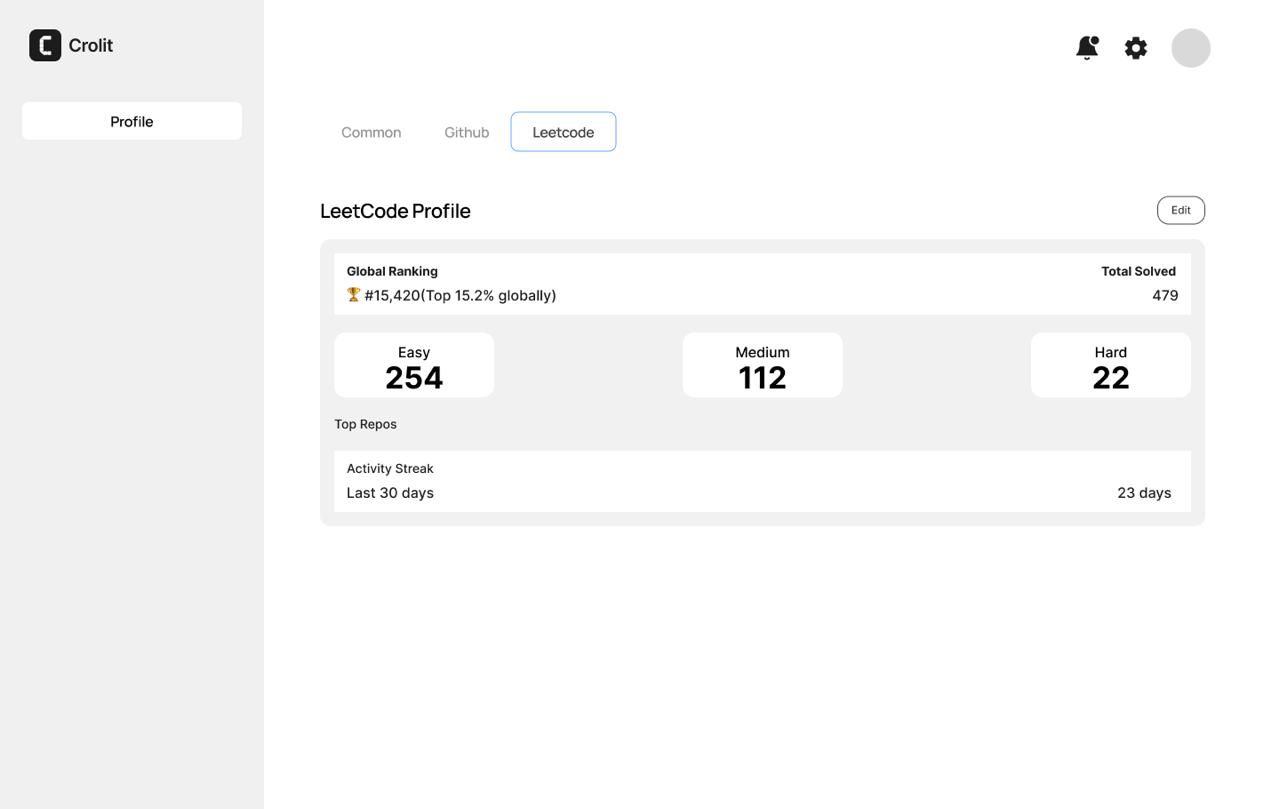 Crolit
Profile
Common Github Leetcode
LeetCode Profile Edit
Global Ranking Total Solved
🏆 #15,420(Top 15.2% globally) 479
Easy Medium Hard
254 112 22
Top Repos
Activity Streak
Last 30 days 23 days